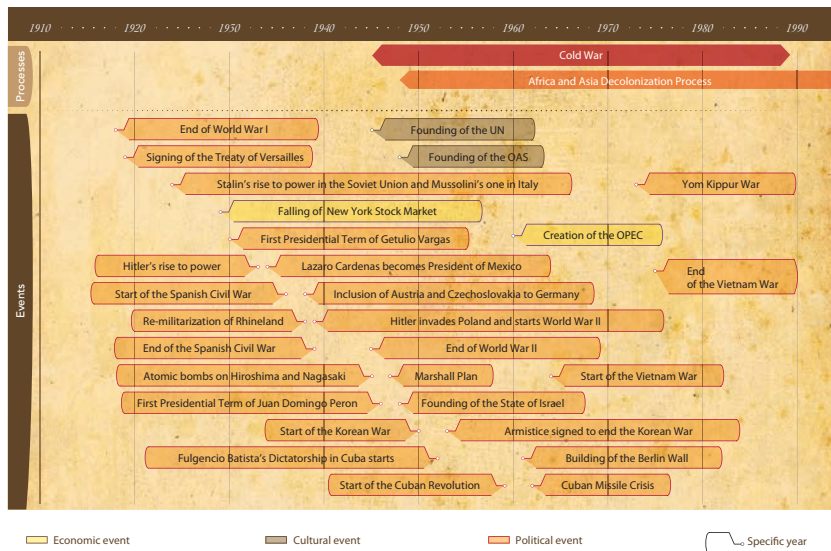 1910 1920 1950 1940 1950 1960 1970 1980 1990
Processes
Cold War
Africa and Asia Decolonization Process
Events
End of World War I
Founding of the UN
Signing of the Treaty of Versailles
Founding of the OAS
Stalin's rise to power in the Soviet Union and Mussolini's one in Italy
Yom Kippur War
Falling of New York Stock Market
First Presidential Term of Getulio Vargas
Creation of the OPEC
Hitler's rise to power
Lazaro Cardenas becomes President of Mexico
End
of the Vietnam War
Start of the Spanish Civil War
Inclusion of Austria and Czechoslovakia to Germany
Re-militarization of Rhineland
Hitler invades Poland and starts World War II
End of the Spanish Civil War
End of World War II
Atomic bombs on Hiroshima and Nagasaki
Marshall Plan
Start of the Vietnam War
First Presidential Term of Juan Domingo Peron
Founding of the State of Israel
Start of the Korean War
Armistice signed to end the Korean War
Fulgencio Batista's Dictatorship in Cuba starts
Building of the Berlin Wall
Start of the Cuban Revolution
Cuban Missile Crisis
Economic event
Cultural event
Political event
Specific year